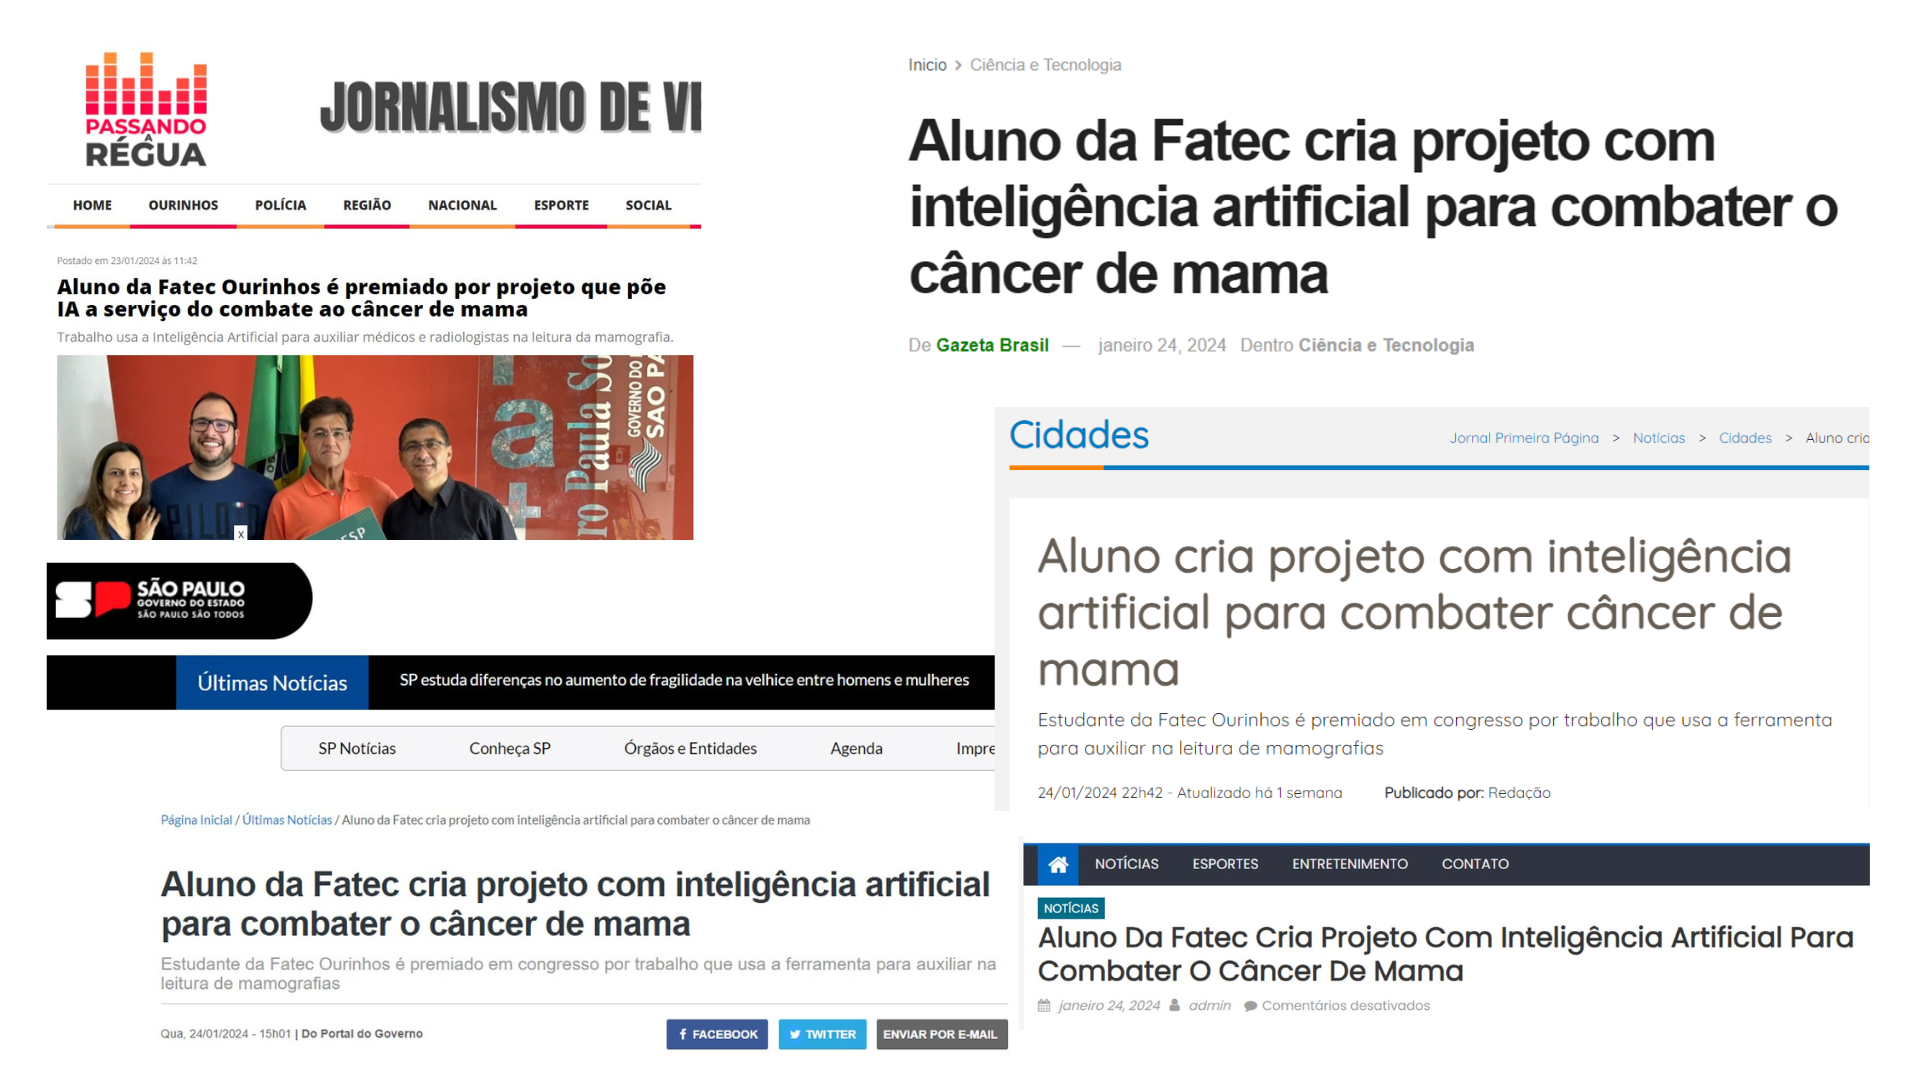 PASSANDO
A
RÉGUA
JORNALISMO DE VI
HOME OURINHOS POLÍCIA REGIÃO NACIONAL ESPORTE SOCIAL
Postado em 23/01/2024 às 11:42
Aluno da Fatec Ourinhos é premiado por projeto que põe
IA a serviço do combate ao câncer de mama
Trabalho usa a Inteligência Artificial para auxiliar médicos e radiologistas na leitura da mamografia.
a
+
ro Paula So
GOVERNO DO
SÃO PA
PILO
ESP
X
Inicio > Ciência e Tecnologia
Aluno da Fatec cria projeto com
inteligência artificial para combater o
câncer de mama
De Gazeta Brasil — janeiro 24, 2024 Dentro Ciência e Tecnologia
Cidades
Jornal Primeira Página > Notícias > Cidades > Aluno cria
Aluno cria projeto com inteligência
artificial para combater câncer de
mama
Estudante da Fatec Ourinhos é premiado em congresso por trabalho que usa a ferramenta
para auxiliar na leitura de mamografias
24/01/2024 22h42 - Atualizado há 1 semana Publicado por: Redação
SP SÃO PAULO
GOVERNO DO ESTADO
SÃO PAULO SÃO TODOS
Últimas Notícias SP estuda diferenças no aumento de fragilidade na velhice entre homens e mulheres
SP Notícias Conheça SP Órgãos e Entidades Agenda Impre
Página Inicial / Últimas Notícias / Aluno da Fatec cria projeto com inteligência artificial para combater o câncer de mama
Aluno da Fatec cria projeto com inteligência artificial
para combater o câncer de mama
Estudante da Fatec Ourinhos é premiado em congresso por trabalho que usa a ferramenta para auxiliar na
leitura de mamografias
Qua, 24/01/2024 - 15h01 | Do Portal do Governo
FACEBOOK TWITTER ENVIAR POR E-MAIL
NOTÍCIAS ESPORTES ENTRETENIMENTO CONTATO
NOTÍCIAS
Aluno Da Fatec Cria Projeto Com Inteligência Artificial Para
Combater O Câncer De Mama
janeiro 24, 2024 admin Comentários desativados